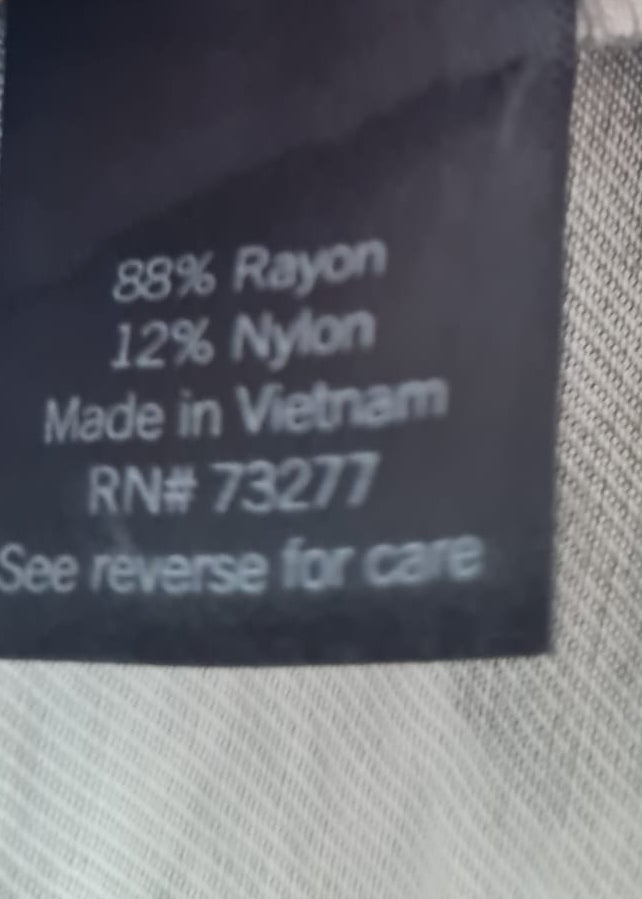 88% Rayon
12% Nylon
Made in Vietnam
RN# 73277
See reverse for care